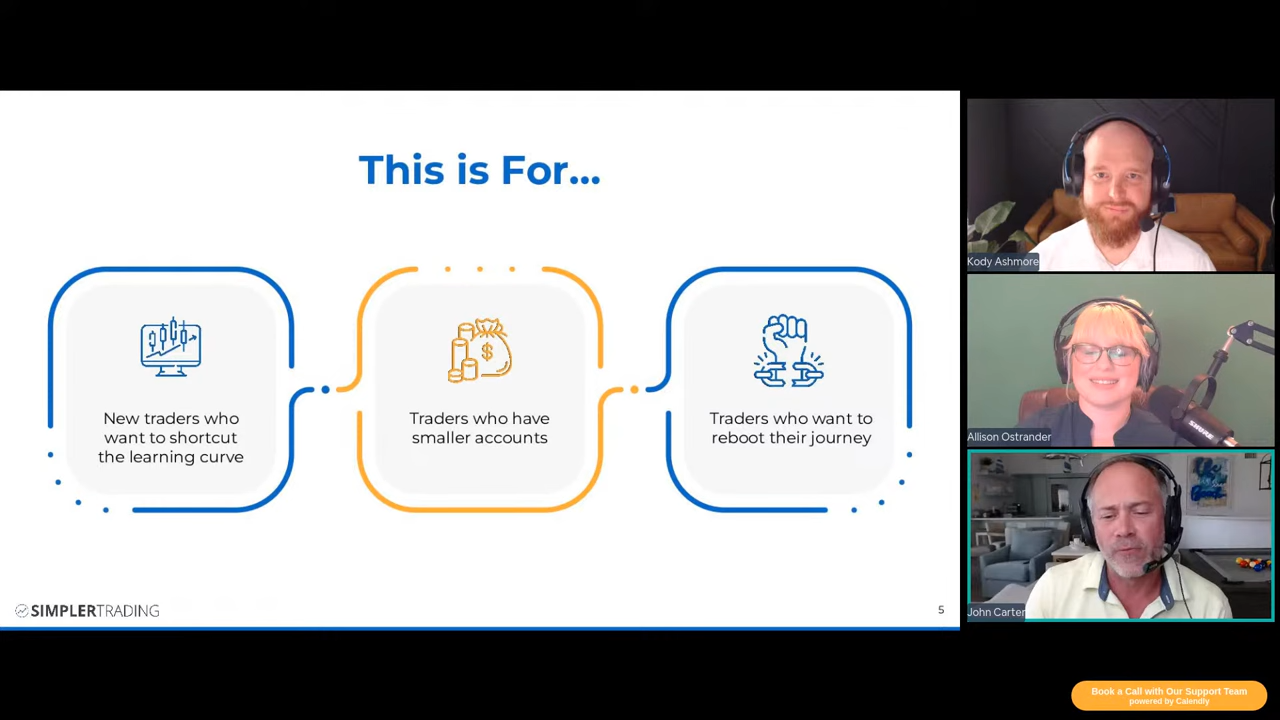 This is For...
New traders who
want to shortcut
the learning curve
$
Traders who have
smaller accounts
Traders who want to
reboot their journey
SIMPLERTRADING
5
Kody Ashmore
Allison Ostrander
SHURE
John Carter
Book a Call with Our Support Team
powered by Calendly